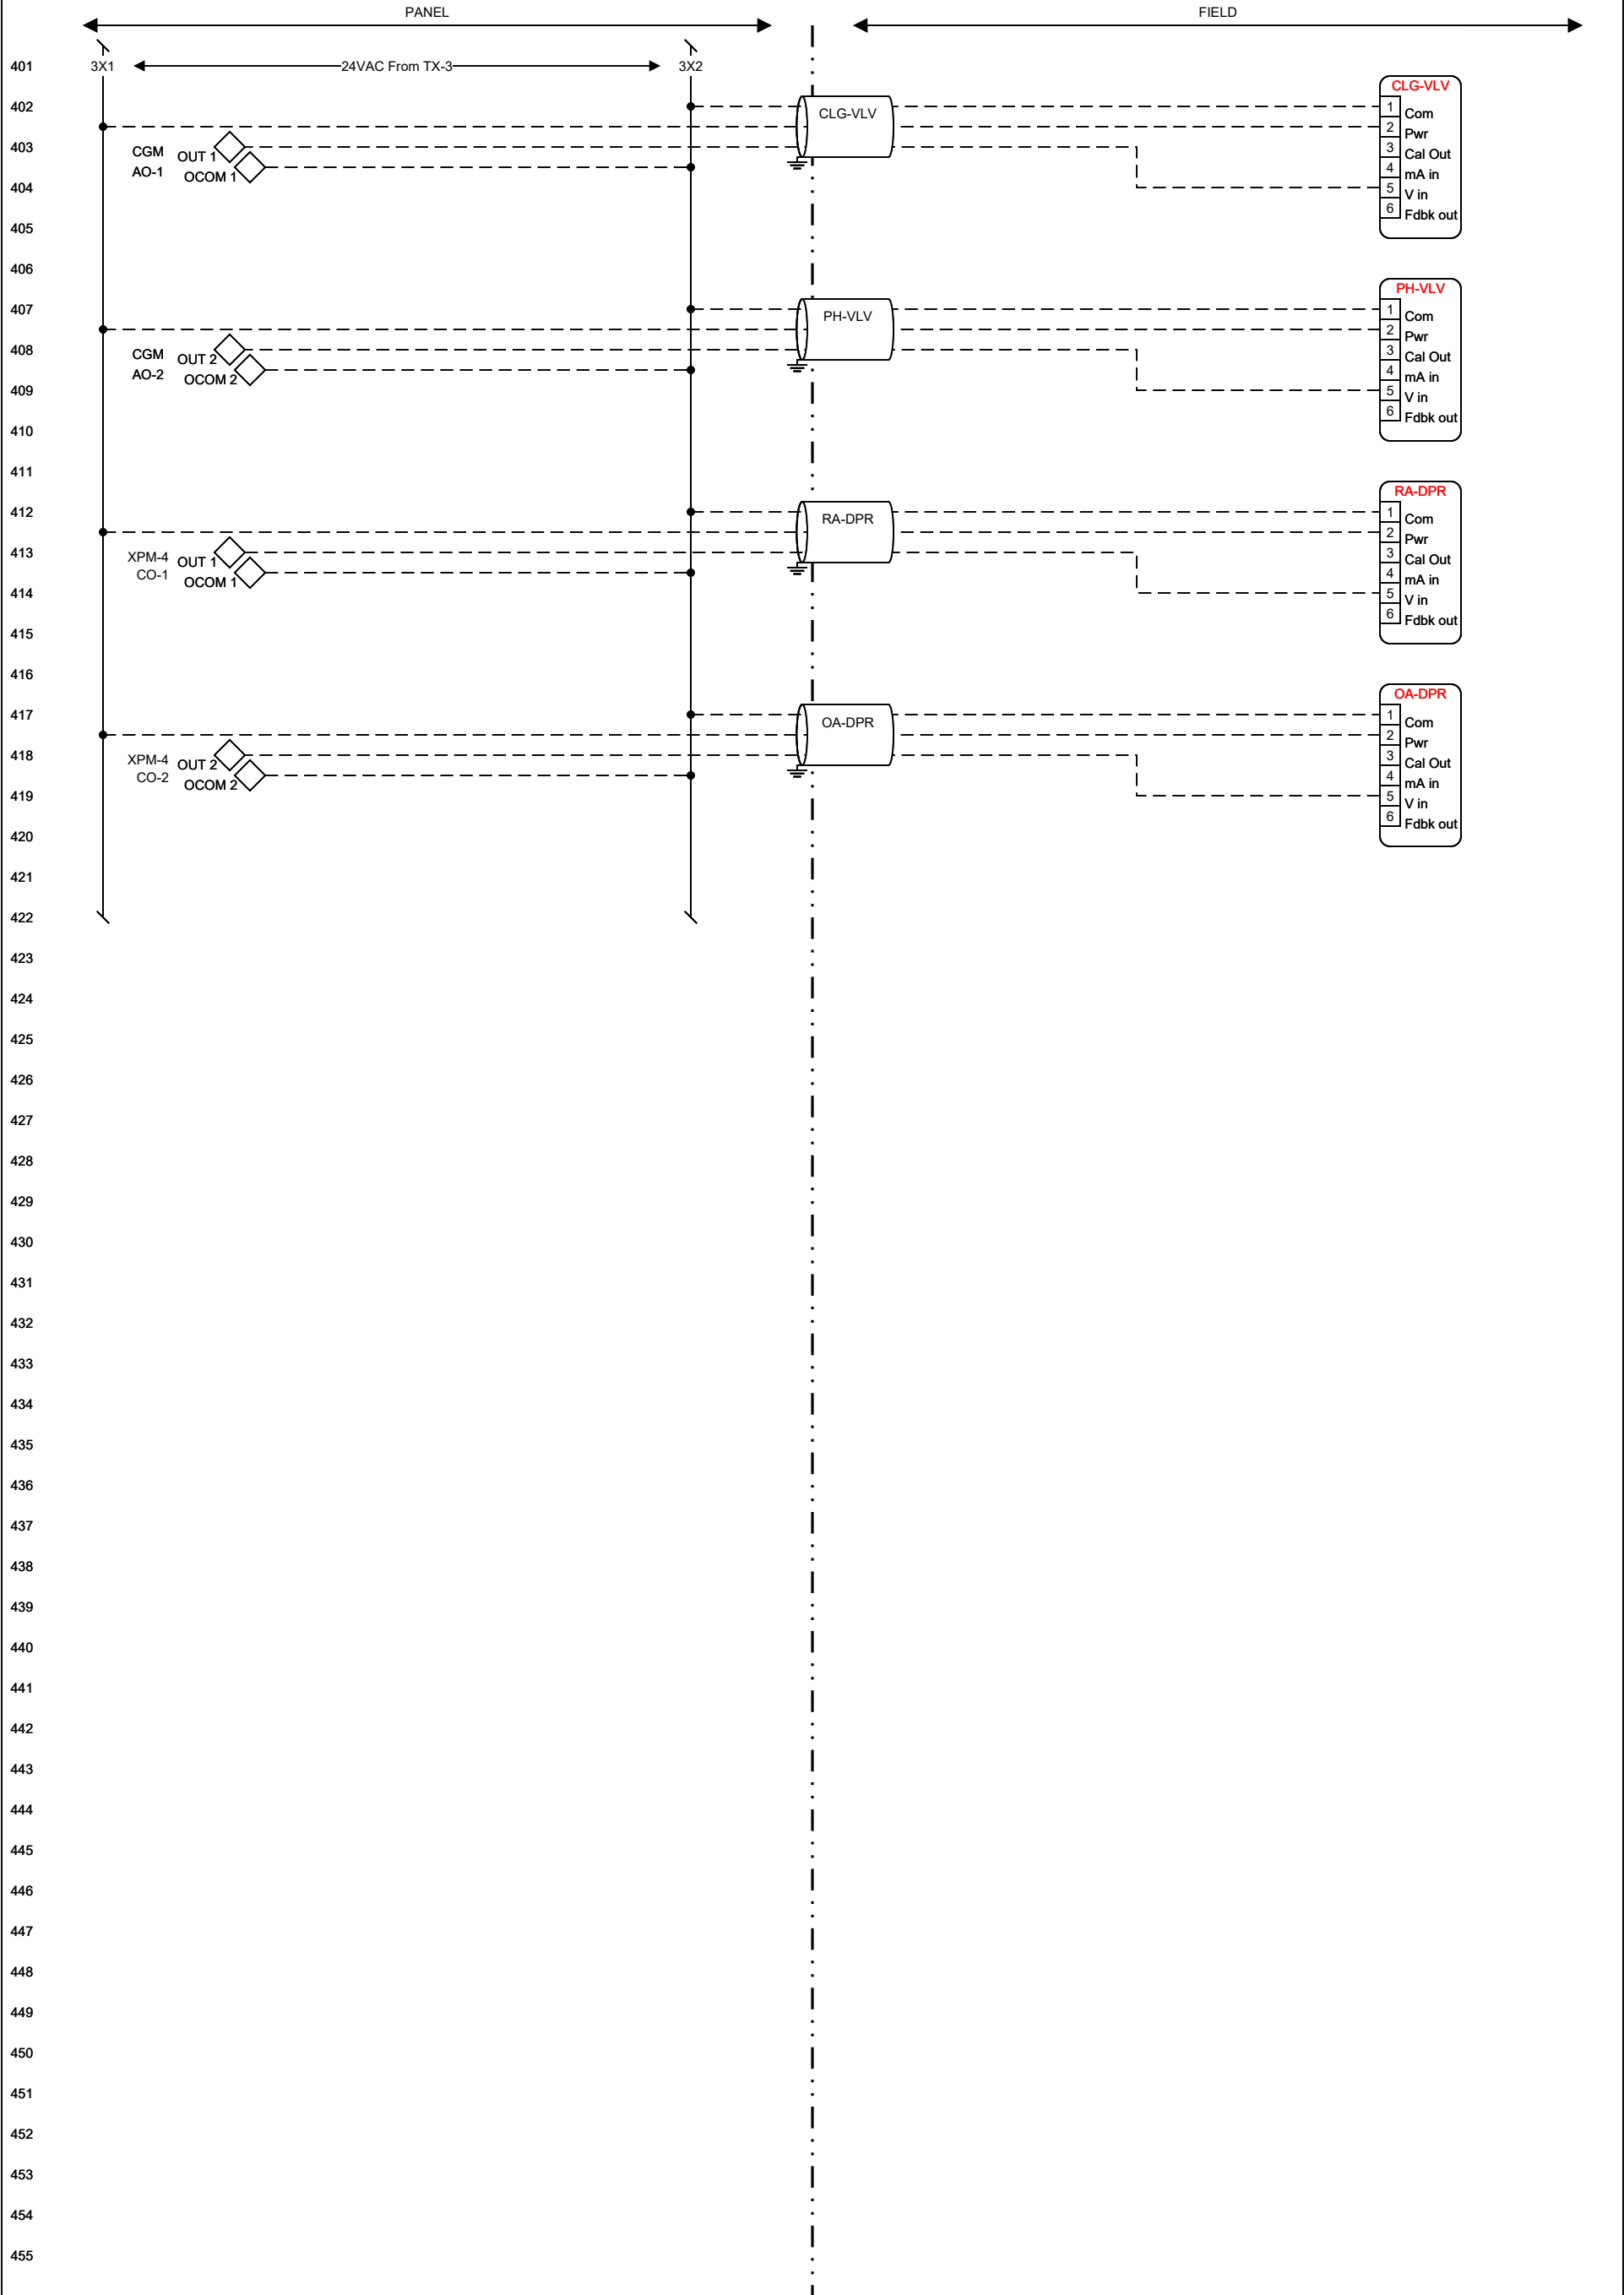 PANEL FIELD
401 3X1 24VAC From TX-3 3X2
CLG-VLV
402 CLG-VLV 1 Com
2 Pwr
403 CGM OUT 1 3 Cal Out
AO-1 OCOM 1 4 mA in
404 5 V in
6 Fdbk out
405
406
PH-VLV
407 PH-VLV 1 Com
2 Pwr
408 CGM OUT 2 3 Cal Out
AO-2 OCOM 2 4 mA in
409 5 V in
6 Fdbk out
410
411
RA-DPR
412 RA-DPR 1 Com
2 Pwr
413 XPM-4 OUT 1 3 Cal Out
CO-1 OCOM 1 4 mA in
414 5 V in
6 Fdbk out
415
416
OA-DPR
417 OA-DPR 1 Com
2 Pwr
418 XPM-4 OUT 2 3 Cal Out
CO-2 OCOM 2 4 mA in
419 5 V in
6 Fdbk out
420
421
422
423
424
425
426
427
428
429
430
431
432
433
434
435
436
437
438
439
440
441
442
443
444
445
446
447
448
449
450
451
452
453
454
455